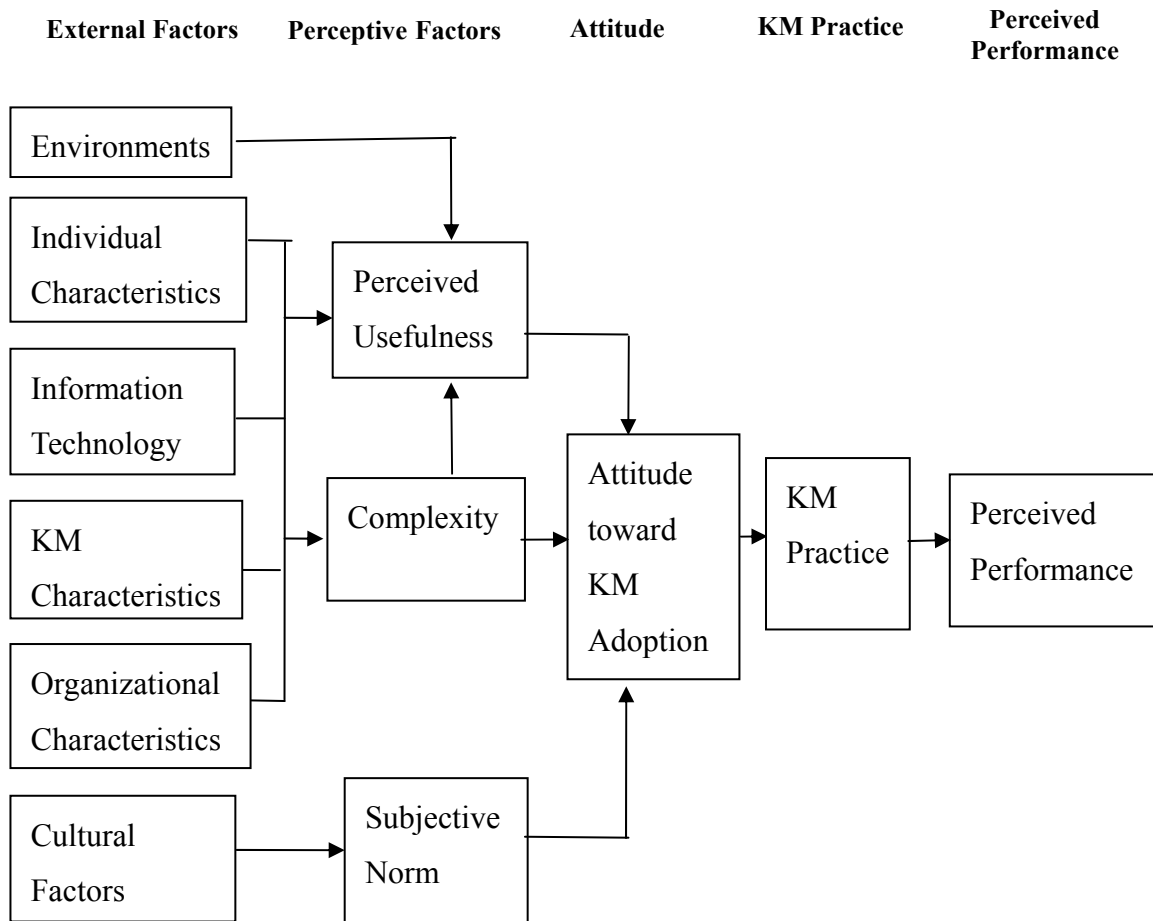 External Factors
Perceptive Factors
Attitude
KM Practice
Perceived
Performance
Environments
Individual
Characteristics
Information
Technology
KM
Characteristics
Organizational
Characteristics
Cultural
Factors
Perceived
Usefulness
Complexity
Subjective
Norm
Attitude
toward
KM
Adoption
KM
Practice
Perceived
Performance